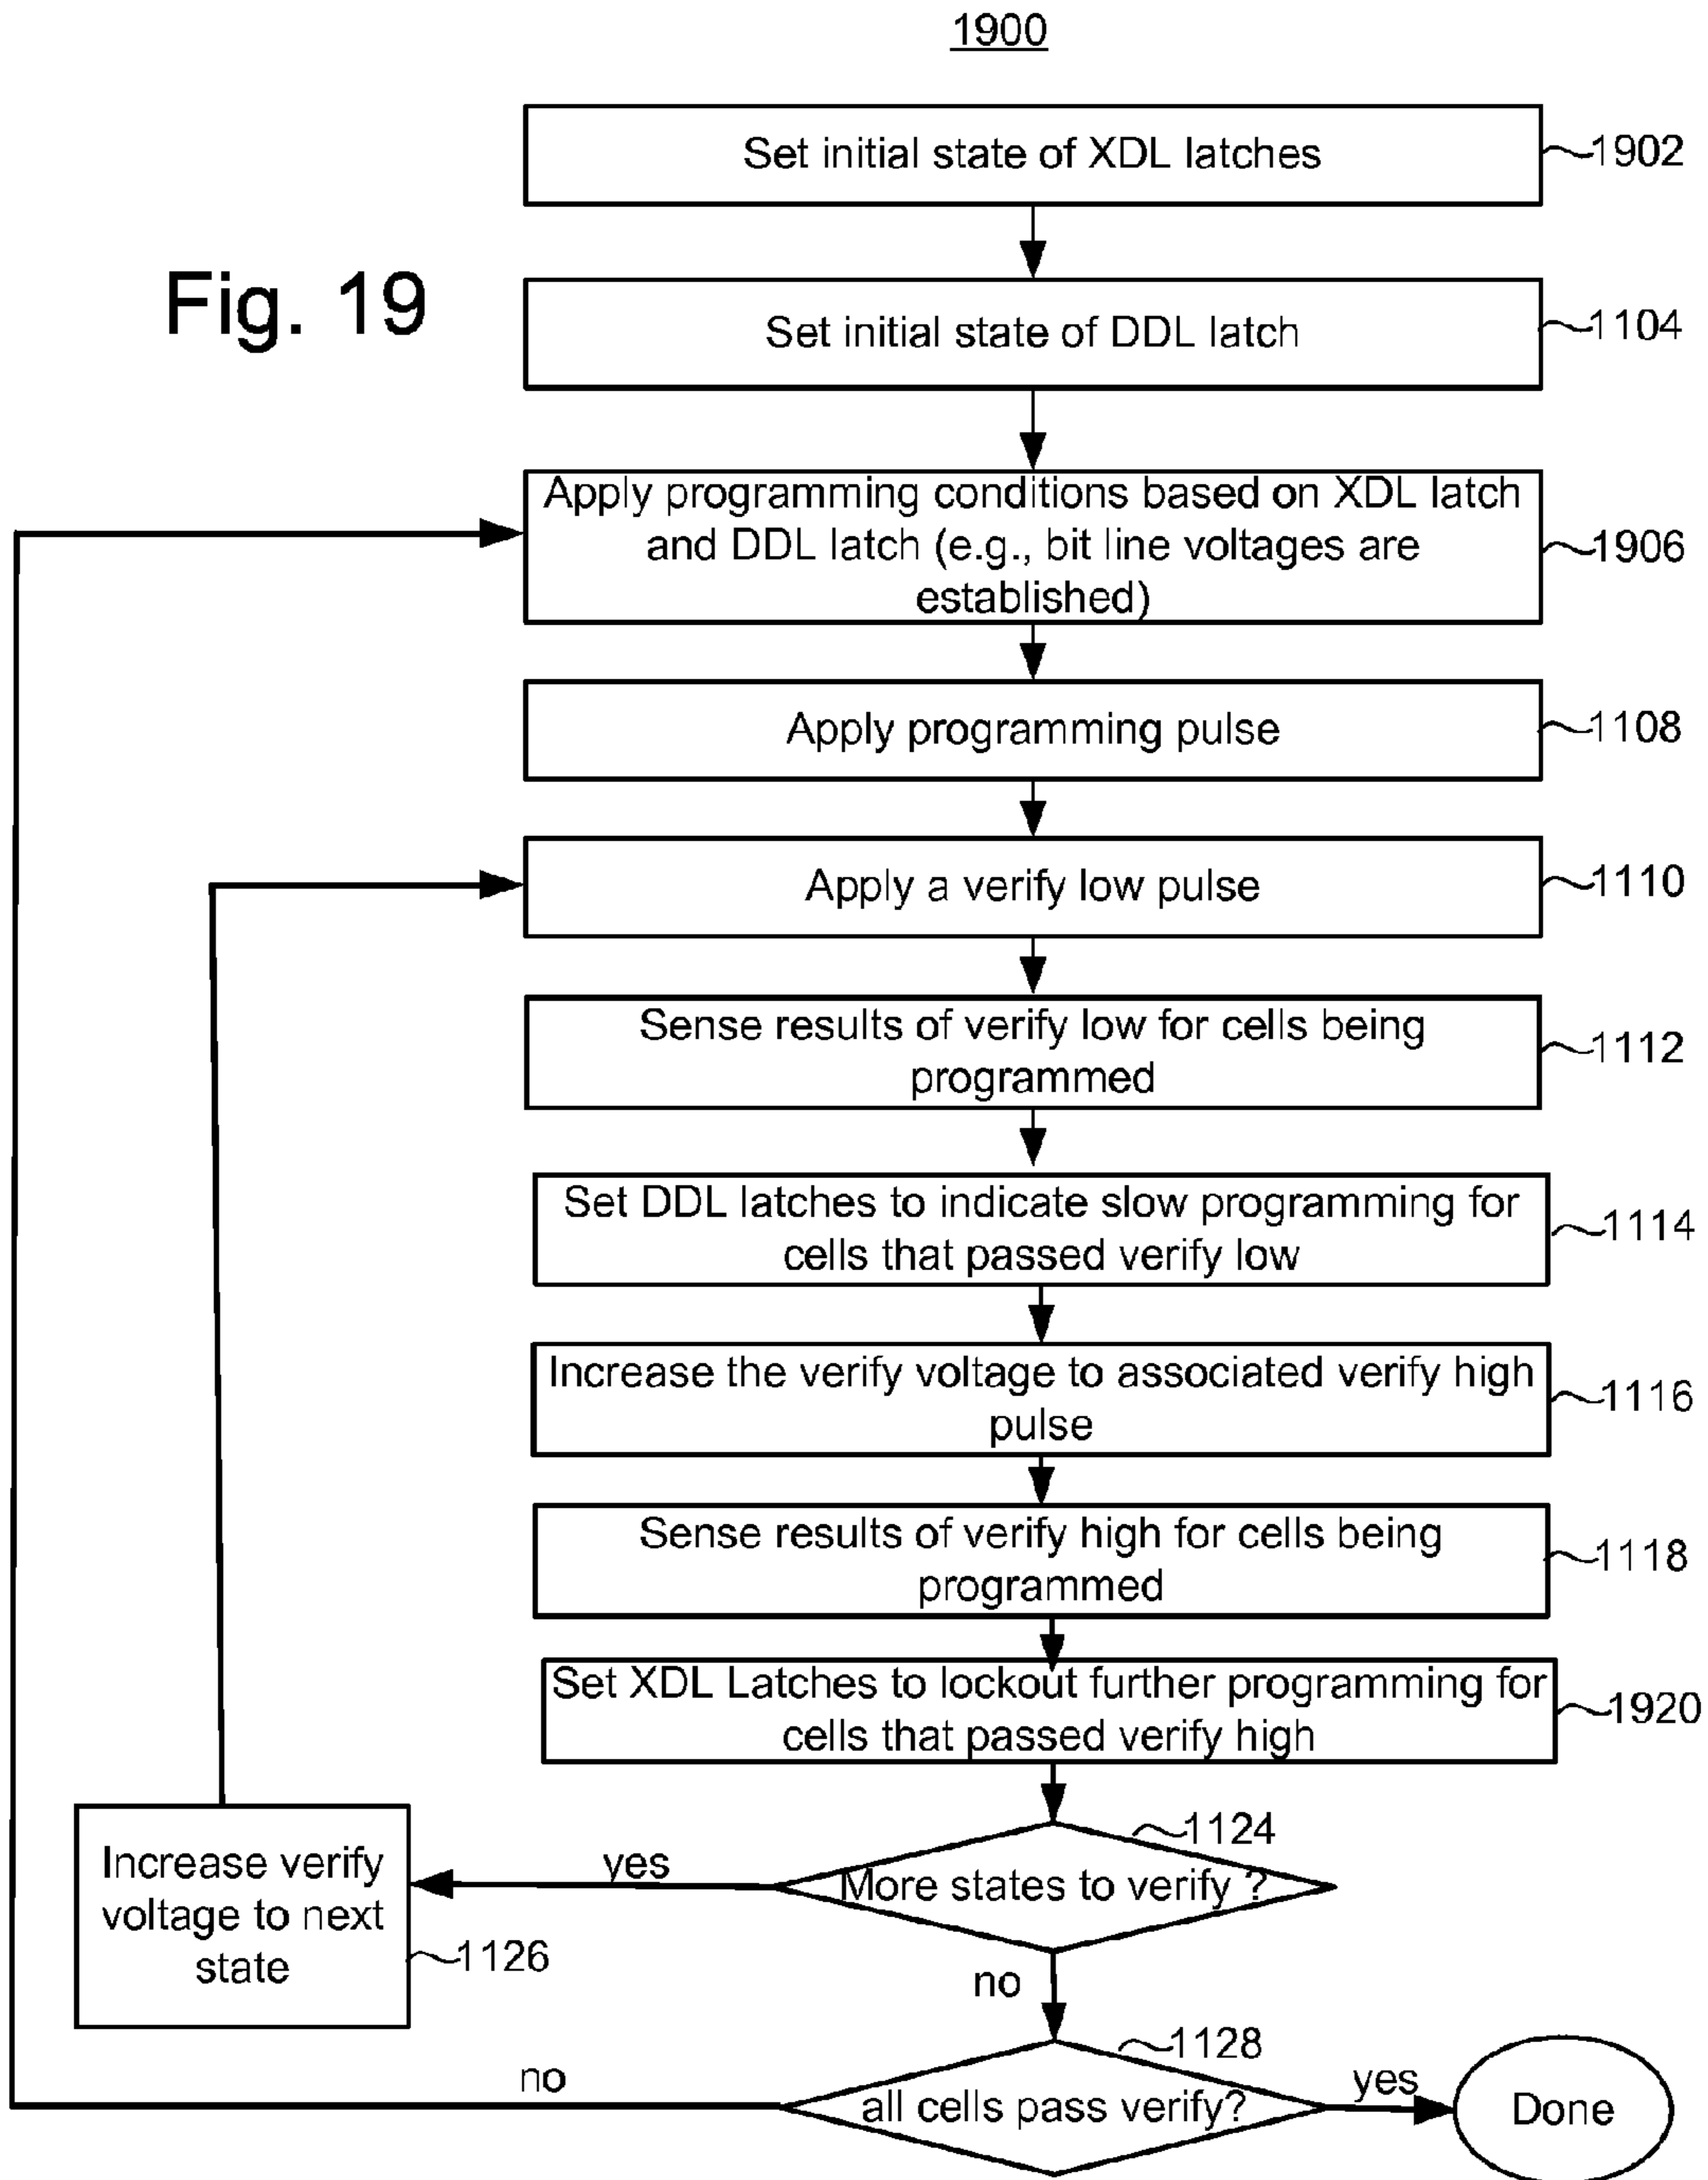 1900
Set initial state of XDL latches
1902
Fig. 19
Set initial state of DDL latch
1104
Apply programming conditions based on XDL latch
and DDL latch (e.g., bit line voltages are
established)
1906
Apply programming pulse
1108
Apply a verify low pulse
1110
Sense results of verify low for cells being
programmed
1112
Set DDL latches to indicate slow programming for
cells that passed verify low
1114
Increase the verify voltage to associated verify high
pulse
1116
Sense results of verify high for cells being
programmed
1118
Set XDL Latches to lockout further programming for
cells that passed verify high
1920
1124
More states to verify ?
yes
Increase verify
voltage to next
state
1126
no
1128
all cells pass verify?
no
yes
Done